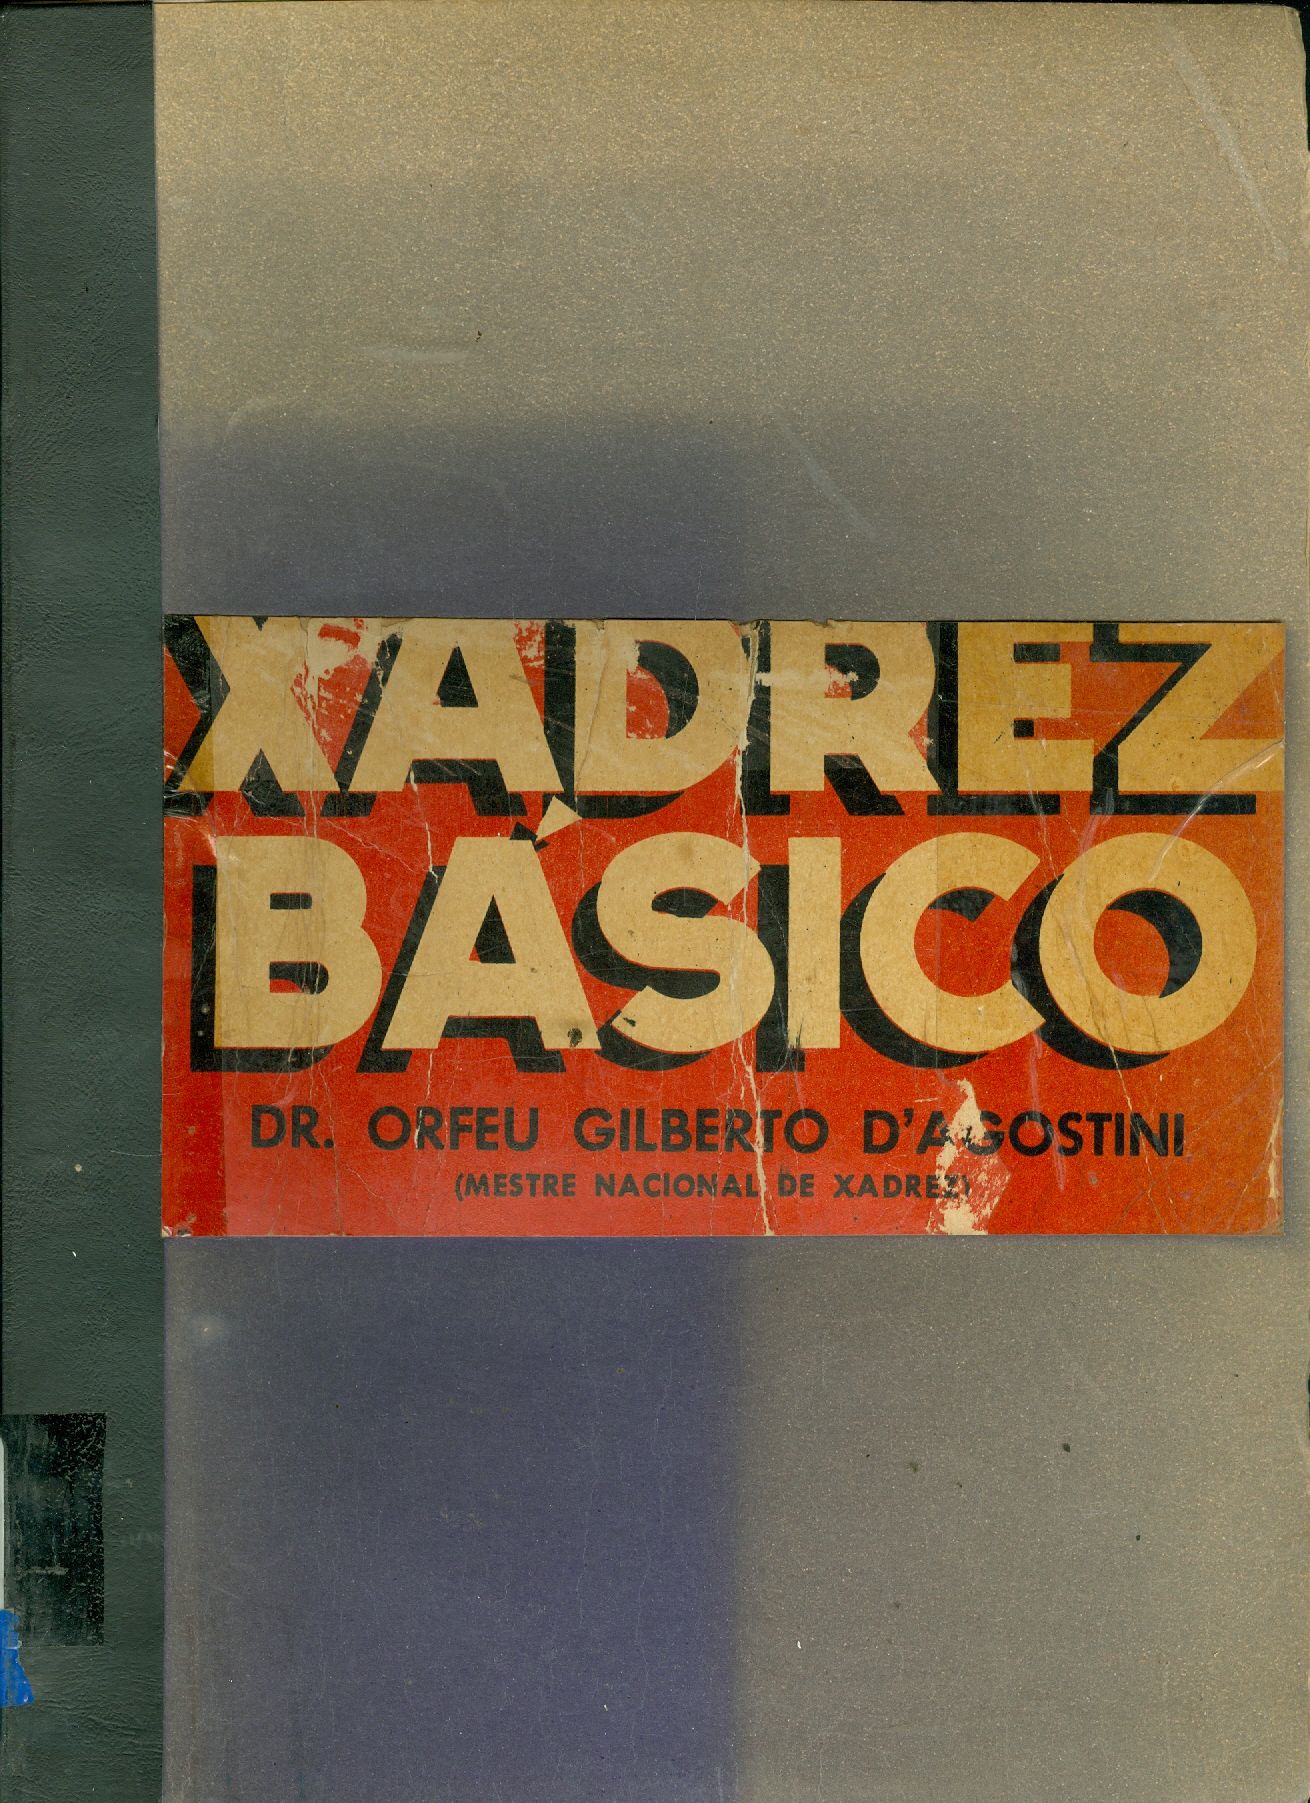 XADREZ
BÁSICO
DR. ORFEU GILBERTO D'AGOSTINI
(MESTRE NACIONAL DE XADREZ)